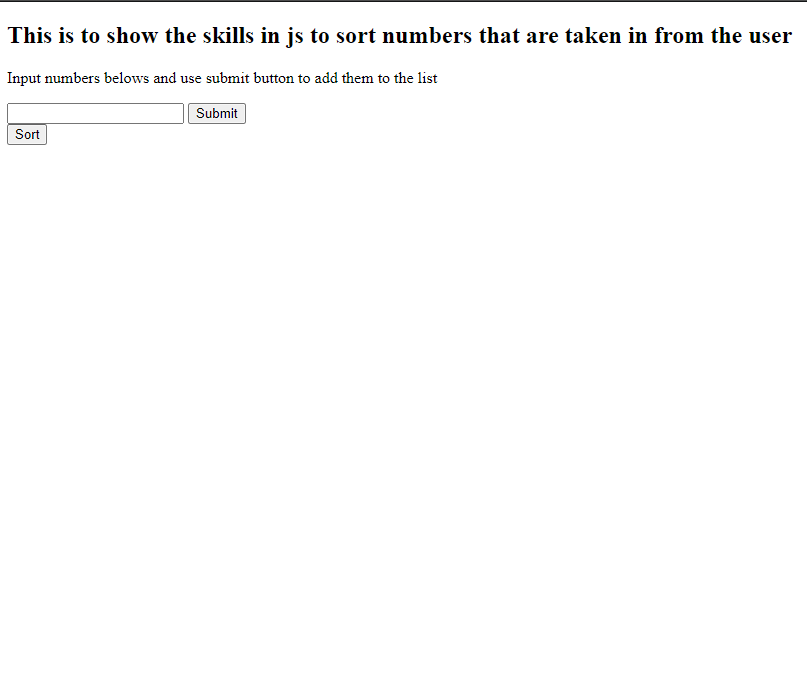 This is to show the skills in js to sort numbers that are taken in from the user
Input numbers belows and use submit button to add them to the list
Submit
Sort